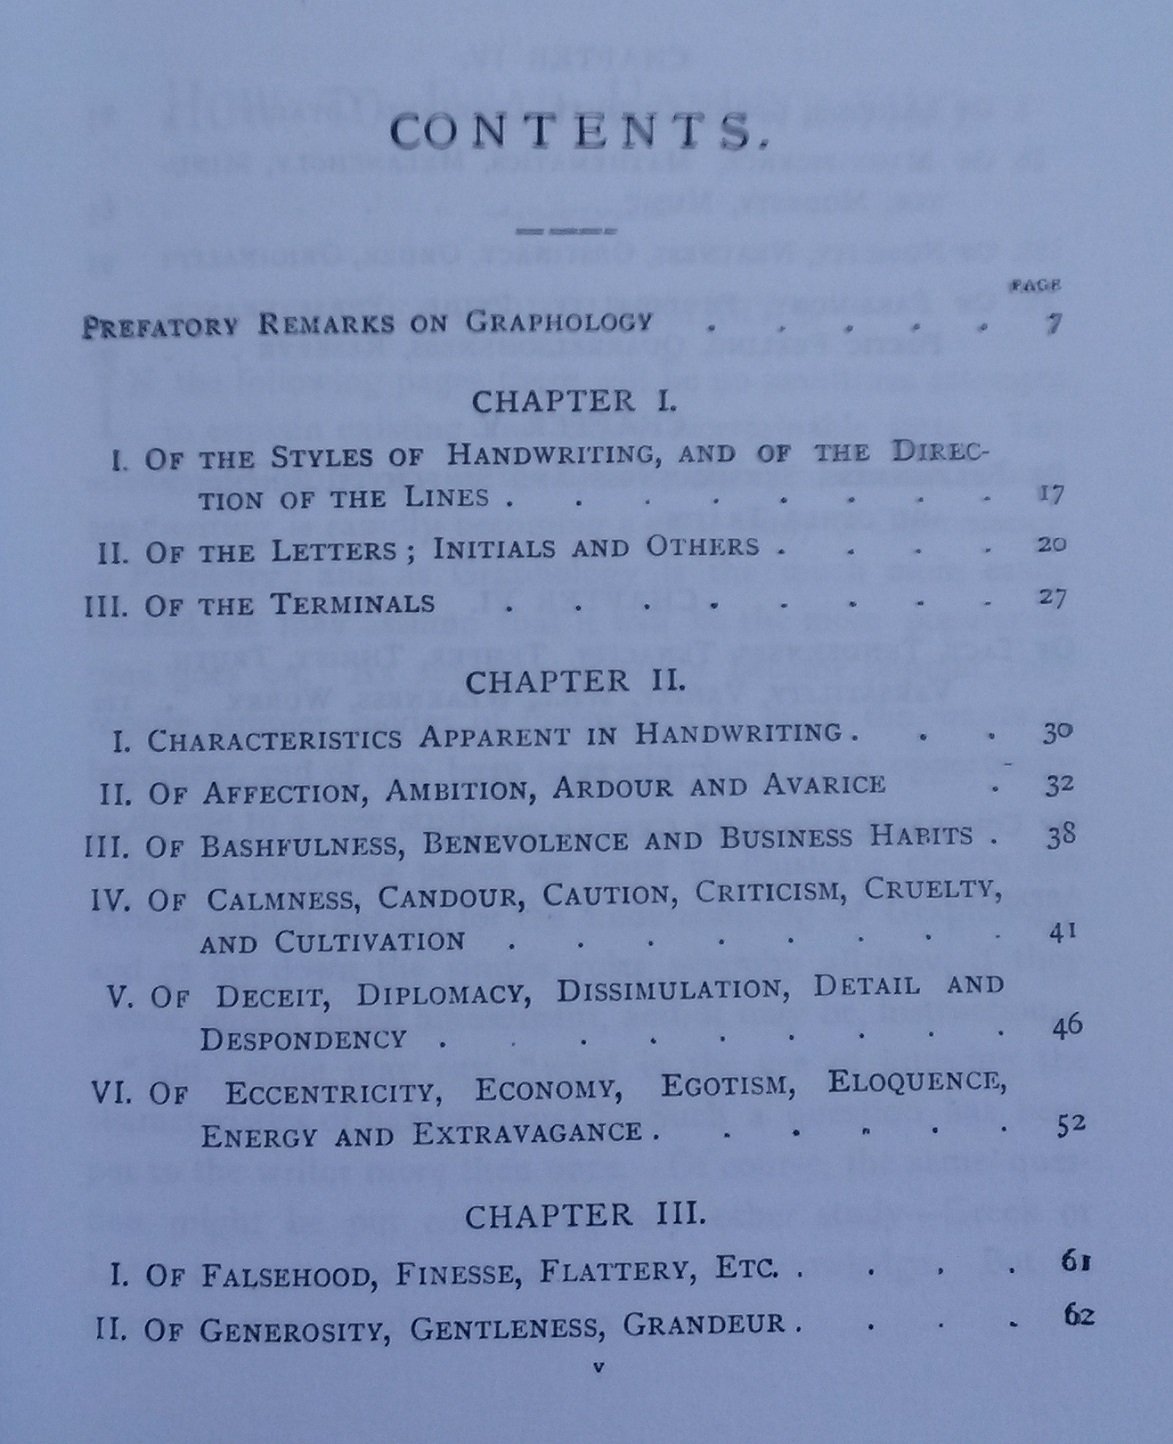 CONTENTS.
PAGE
PREFATORY REMARKS ON GRAPHOLOGY . . . . . 7
CHAPTER I.
I. OF THE STYLES OF HANDWRITING, AND OF THE DIREC-
TION OF THE LINES . . . . . . . . 17
II. OF THE LETTERS; INITIALS AND OTHERS . . . . 20
III. OF THE TERMINALS . . . . . . . . 27
CHAPTER II.
I. CHARACTERISTICS APPARENT IN HANDWRITING . . . 30
II. OF AFFECTION, AMBITION, ARDOUR AND AVARICE . 32
III. OF BASHFULNESS, BENEVOLENCE AND BUSINESS HABITS . 38
IV. OF CALMNESS, CANDOUR, CAUTION, CRITICISM, CRUELTY,
AND CULTIVATION . . . . . . . . 41
V. OF DECEIT, DIPLOMACY, DISSIMULATION, DETAIL AND
DESPONDENCY . . . . . . . . . 46
VI. OF ECCENTRICITY, ECONOMY, EGOTISM, ELOQUENCE,
ENERGY AND EXTRAVAGANCE . . . . . . 52
CHAPTER III.
I. OF FALSEHOOD, FINESSE, FLATTERY, ETC. . . . . 61
II. OF GENEROSITY, GENTLENESS, GRANDEUR . . . . 62
v